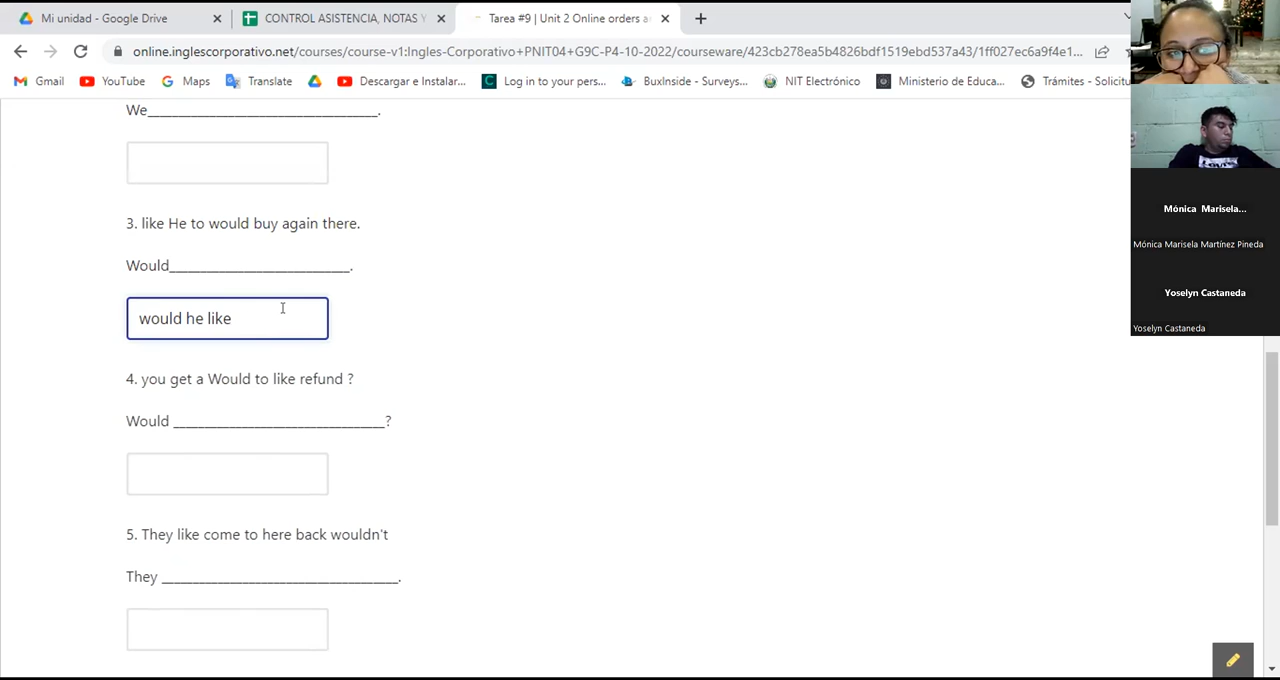 Mi unidad - Google Drive
CONTROL ASISTENCIA, NOTAS Y
Tarea #9 | Unit 2 Online orders a
online.inglescorporativo.net/courses/course-v1:Ingles-Corporativo+PNIT04+G9C-P4-10-2022/courseware/423cb278ea5b4826bdf1519ebd537a43/1ff027ec6a9f4e1...
Gmail
YouTube
Maps
Translate
Descargar e Instalar...
Log in to your pers...
BuxInside - Surveys...
NIT Electrónico
Ministerio de Educa...
Trámites - Solicitu
We____________________________.
3. like He to would buy again there.
Would______________________.
would he like
4. you get a Would to like refund ?
Would __________________________?
5. They like come to here back wouldn't
They _____________________________.
Mónica Marisela...
Mónica Marisela Martínez Pineda
Yoselyn Castaneda
Yoselyn Castaneda